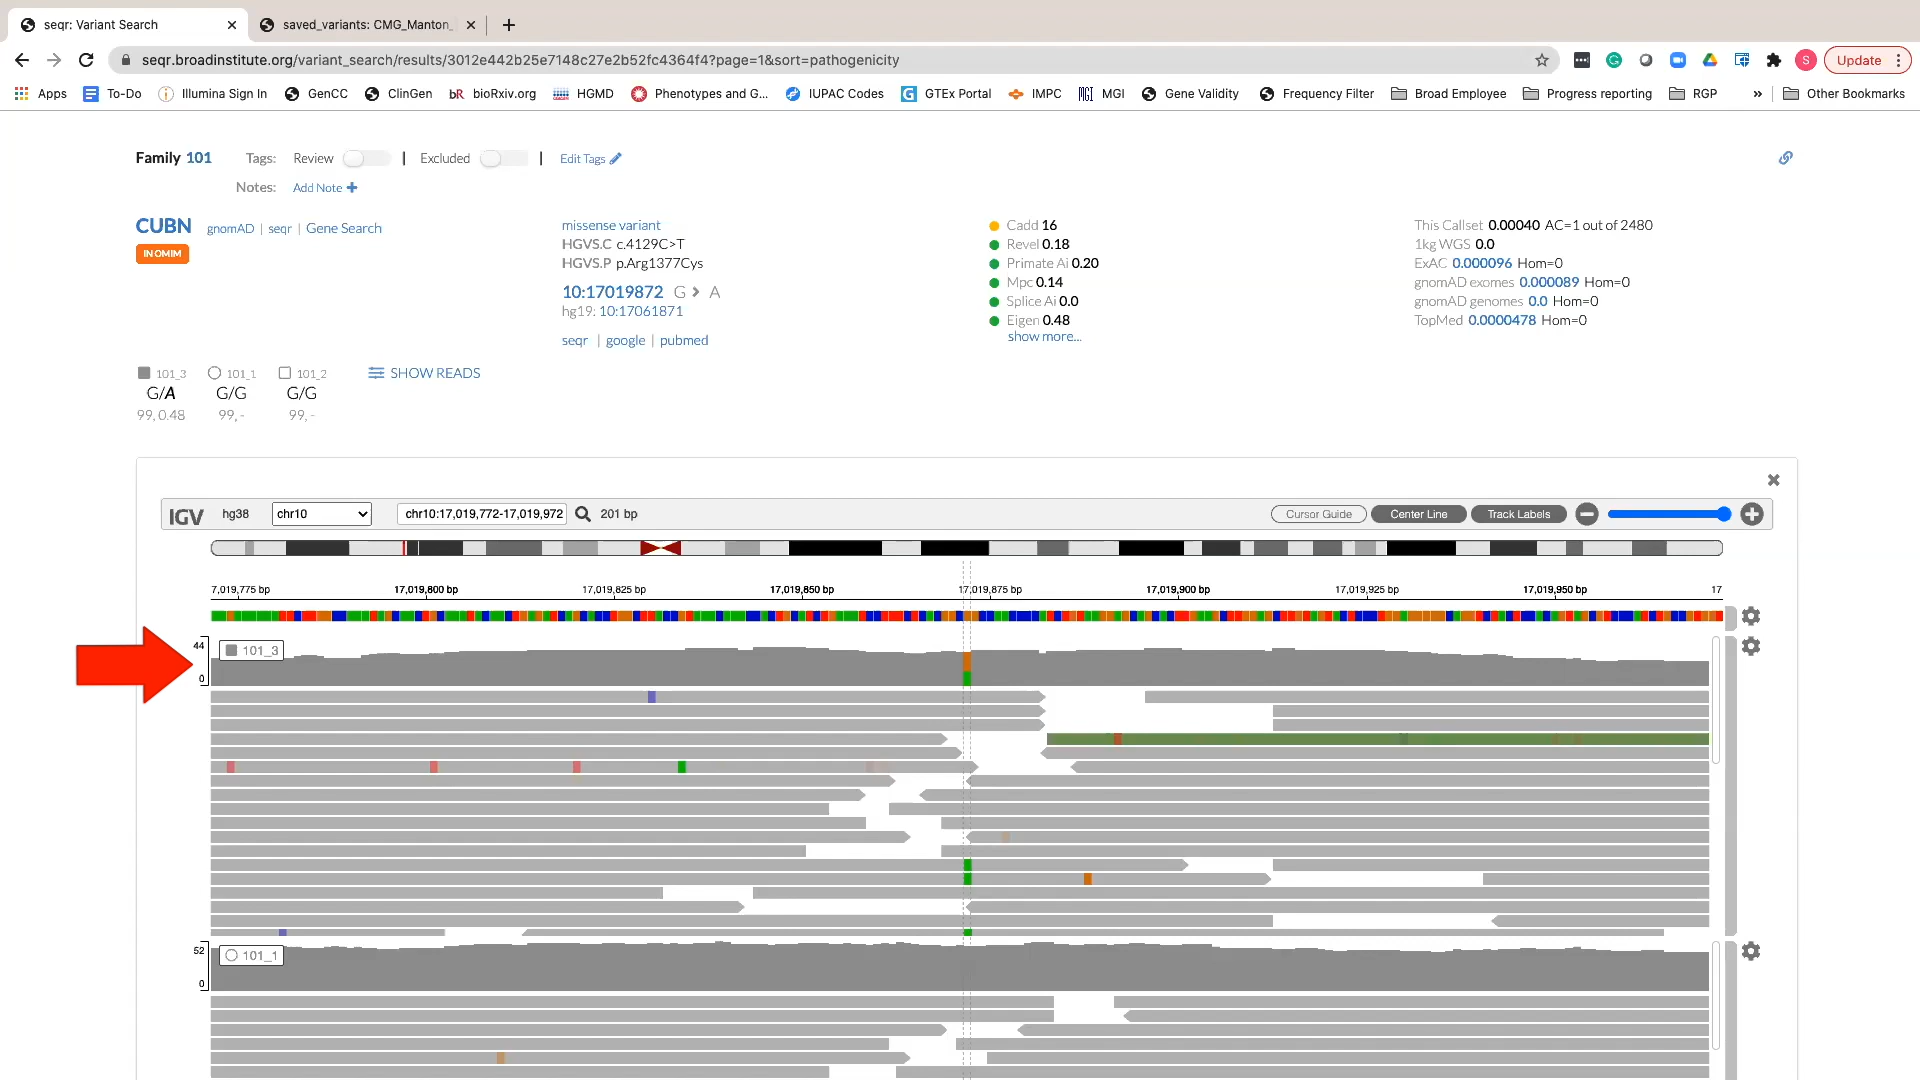 seqr: Variant Search
saved_variants: CMG_Manton_
seqr.broadinstitute.org/variant_search/results/3012e442b25e7148c27e2b52fc4364f4?page=1&sort=pathogenicity
S
Update
Apps To-Do Illumina Sign In GenCC ClinGen bR bioRxiv.org HGMD Phenotypes and G... IUPAC Codes GTEx Portal IMPC MGI Gene Validity Frequency Filter Broad Employee Progress reporting RGP » Other Bookmarks
Family 101 Tags: Review | Excluded | Edit Tags
Notes: Add Note
CUBN gnomAD | seqr | Gene Search
IN OMIM
missense variant
HGVS.C c.4129C>T
HGVS.P p.Arg1377Cys
10:17019872 G > A
hg19: 10:17061871
seqr | google | pubmed
Cadd 16
Revel 0.18
Primate Ai 0.20
Mpc 0.14
Splice Ai 0.0
Eigen 0.48
show more...
This Callset 0.00040 AC=1 out of 2480
1kg WGS 0.0
ExAC 0.000096 Hom=0
gnomAD exomes 0.000089 Hom=0
gnomAD genomes 0.0 Hom=0
TopMed 0.0000478 Hom=0
101_3 101_1 101_2 SHOW READS
G/A G/G G/G
99, 0.48 99, - 99, -
IGV hg38 chr10 chr10:17,019,772-17,019,972 201 bp Cursor Guide Center Line Track Labels
7,019,775 bp 17,019,800 bp 17,019,825 bp 17,019,850 bp 17,019,875 bp 17,019,900 bp 17,019,925 bp 17,019,950 bp 17
44
101_3
0
52
101_1
0